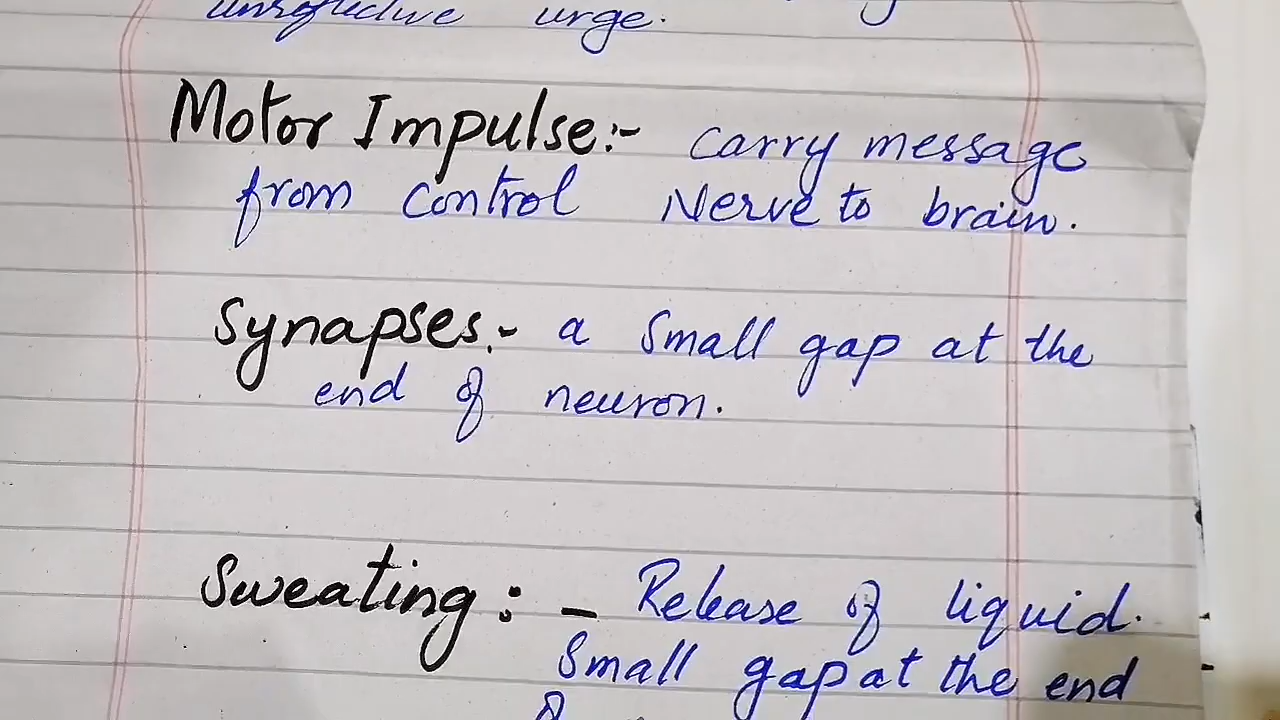 urge.
Motor Impulse:- carry message
from control Nerve to brain.
Synapses.- a small gap at the
end of neuron.
Sweating : - Release of liquid.
Small gap at the end